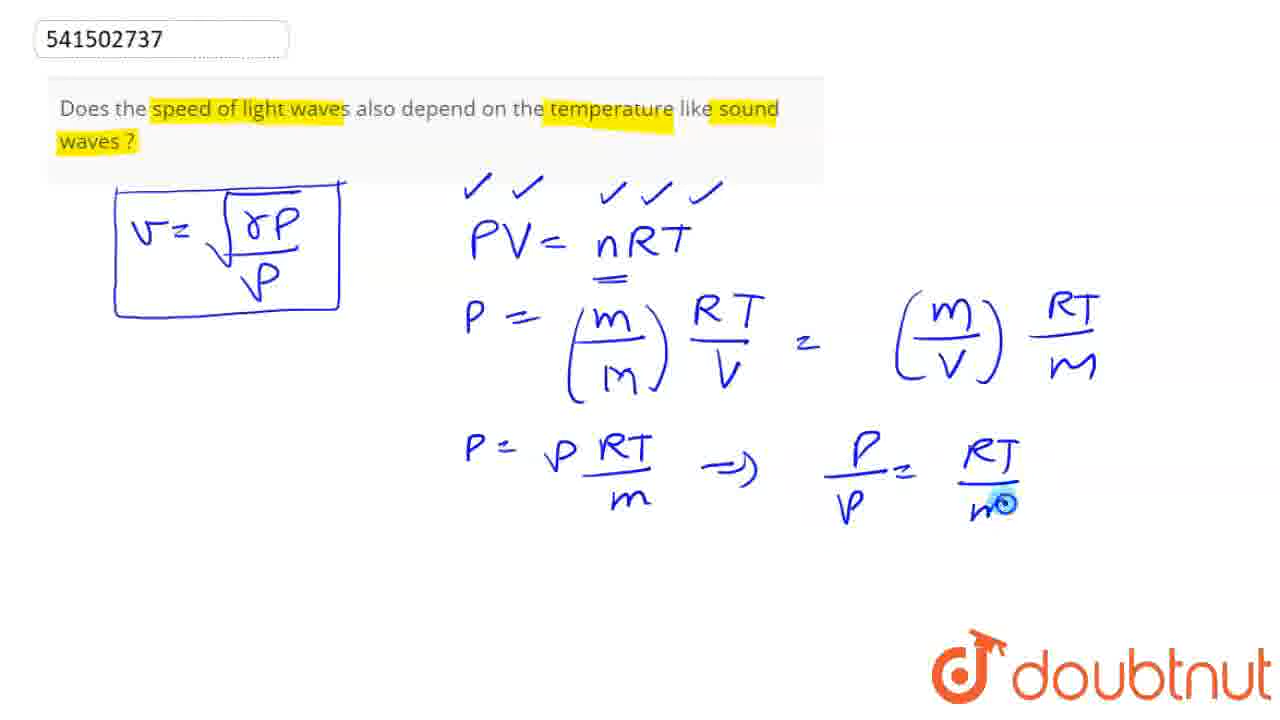 541502737
Does the speed of light waves also depend on the temperature like sound
waves ?
v = √(γP/ρ)
PV = nRT
P = (m/M) RT/V = (m/V) RT/M
P = ρ RT/M ⇒ P/ρ = RT/M
doubtnut